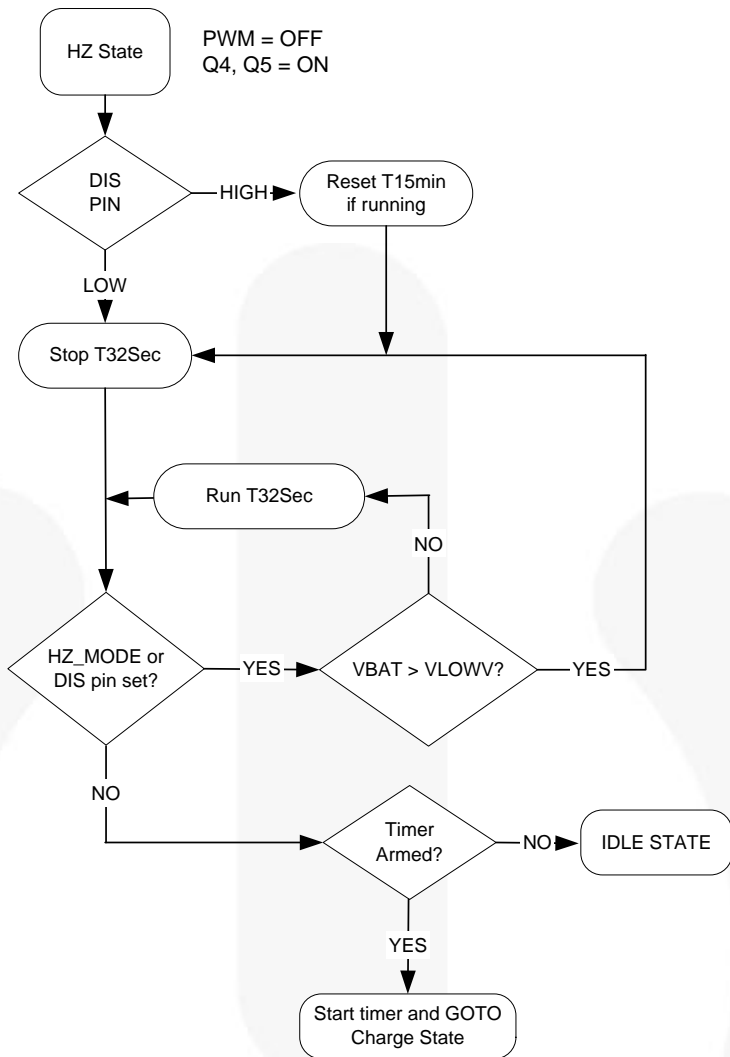 HZ State
PWM = OFF
Q4, Q5 = ON
DIS
PIN
HIGH
Reset T15min
if running
LOW
Stop T32Sec
Run T32Sec
NO
HZ_MODE or
DIS pin set?
YES
VBAT > VLOWV?
YES
NO
Timer
Armed?
NO
IDLE STATE
YES
Start timer and GOTO
Charge State